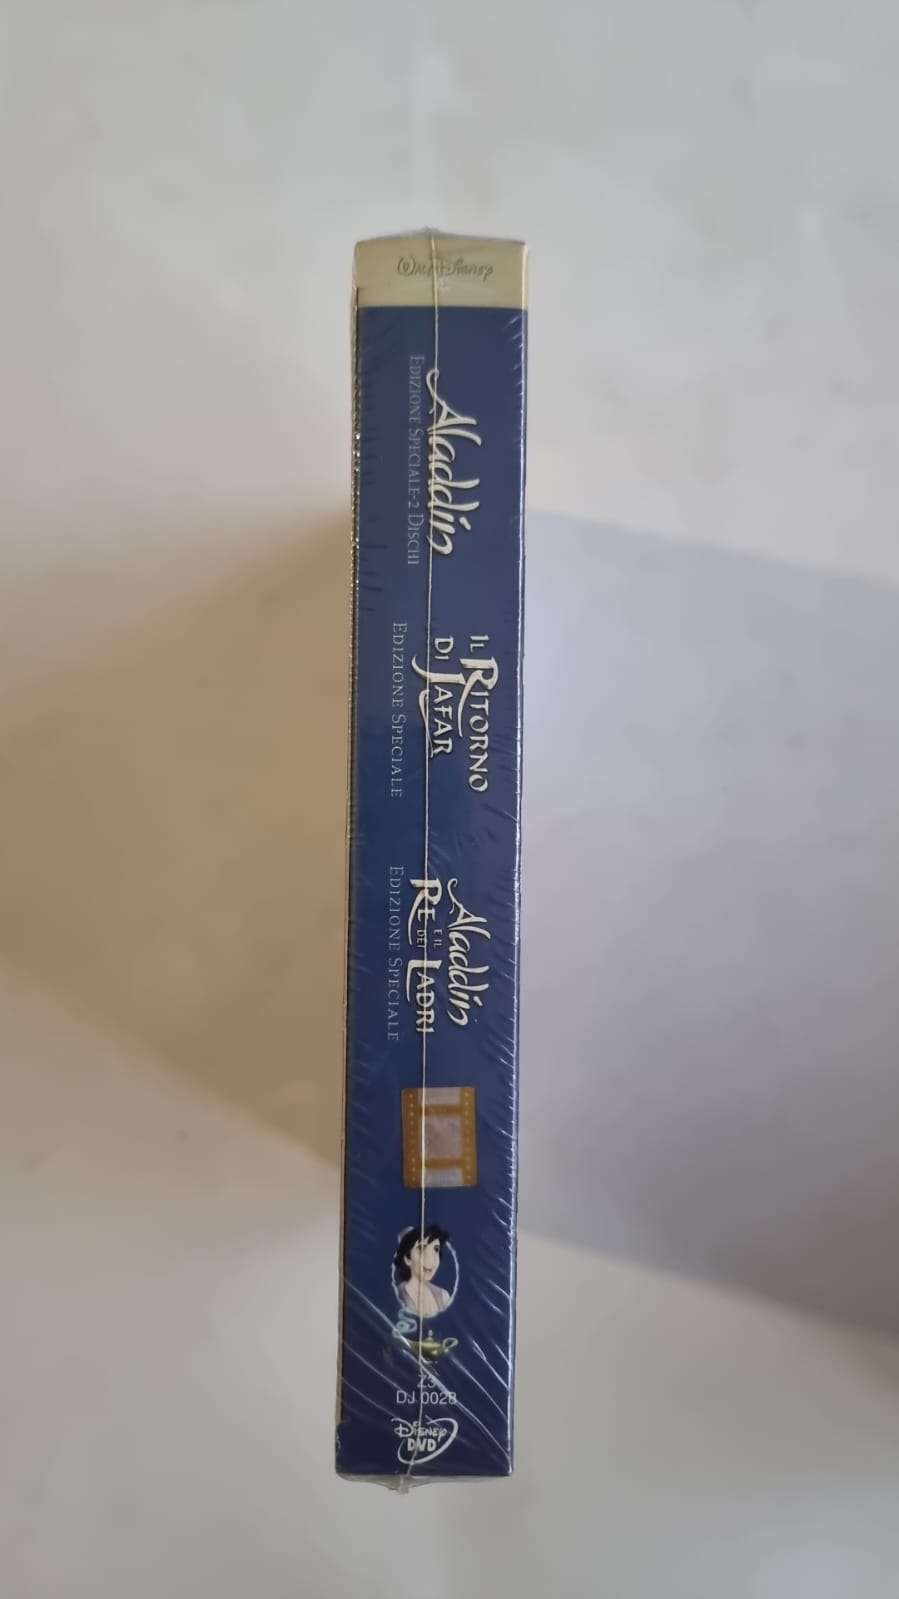 WALT DISNEY
Aladdin
EDIZIONE SPECIALE-2 DISCHI
IL RITORNO
DI JAFAR
EDIZIONE SPECIALE
Aladdin
E IL
RE DEI LADRI
EDIZIONE SPECIALE
Z3
DJ 0028
DISNEY
DVD